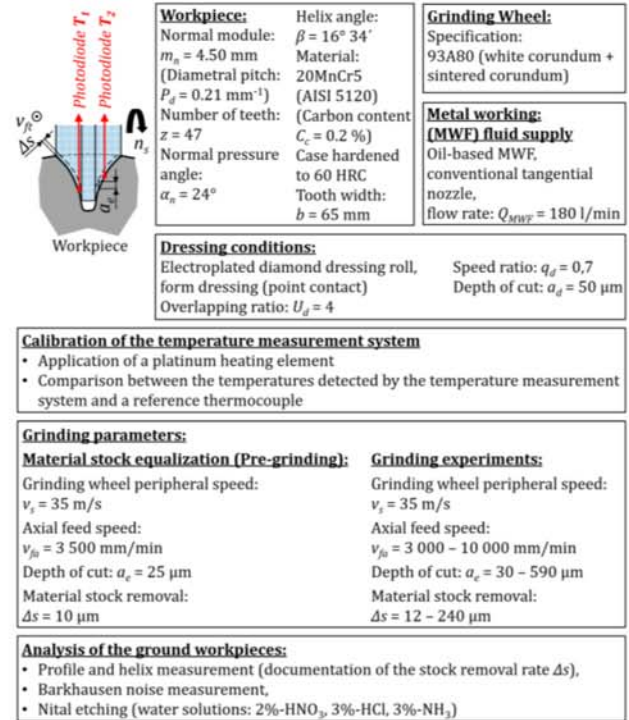 Photodiode T1
Photodiode T2
vft
Δs
ns
ae
Workpiece
Workpiece:
Normal module:
mn = 4.50 mm
(Diametral pitch:
Pd = 0.21 mm-1)
Number of teeth:
z = 47
Normal pressure
angle:
αn = 24°
Helix angle:
β = 16° 34´
Material:
20MnCr5
(AISI 5120)
(Carbon content
Cc = 0.2 %)
Case hardened
to 60 HRC
Tooth width:
b = 65 mm
Grinding Wheel:
Specification:
93A80 (white corundum +
sintered corundum)
Metal working:
(MWF) fluid supply
Oil-based MWF,
conventional tangential
nozzle,
flow rate: QMWF = 180 l/min
Dressing conditions:
Electroplated diamond dressing roll,
form dressing (point contact)
Overlapping ratio: Ud = 4
Speed ratio: qd = 0,7
Depth of cut: ad = 50 μm
Calibration of the temperature measurement system
• Application of a platinum heating element
• Comparison between the temperatures detected by the temperature measurement
system and a reference thermocouple
Grinding parameters:
Material stock equalization (Pre-grinding):
Grinding wheel peripheral speed:
vs = 35 m/s
Axial feed speed:
vfa = 3 500 mm/min
Depth of cut: ae = 25 μm
Material stock removal:
Δs = 10 μm
Grinding experiments:
Grinding wheel peripheral speed:
vs = 35 m/s
Axial feed speed:
vfa = 3 000 – 10 000 mm/min
Depth of cut: ae = 30 – 590 μm
Material stock removal:
Δs = 12 – 240 μm
Analysis of the ground workpieces:
• Profile and helix measurement (documentation of the stock removal rate Δs),
• Barkhausen noise measurement,
• Nital etching (water solutions: 2%-HNO3, 3%-HCl, 3%-NH3)